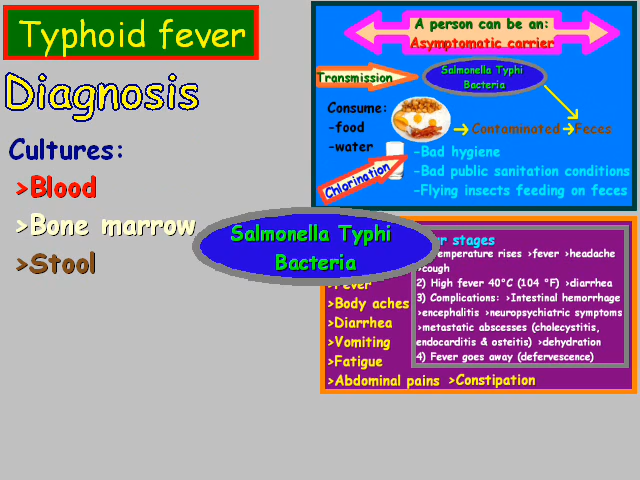 Typhoid fever
Diagnosis
Cultures:
>Blood
>Bone marrow
>Stool
A person can be an:
Asymptomatic carrier
Transmission
Salmonella Typhi
Bacteria
Consume:
-food
-water
Contaminated
Feces
Chlorination
-Bad hygiene
-Bad public sanitation conditions
-Flying insects feeding on feces
Salmonella Typhi
Bacteria
stages
temperature rises >fever >headache
>cough
2) High fever 40°C (104 °F) >diarrhea
3) Complications: >Intestinal hemorrhage
>encephalitis >neuropsychiatric symptoms
>metastatic abscesses (cholecystitis,
endocarditis & osteitis) >dehydration
4) Fever goes away (defervescence)
>Fever
>Body aches
>Diarrhea
>Vomiting
>Fatigue
>Abdominal pains >Constipation